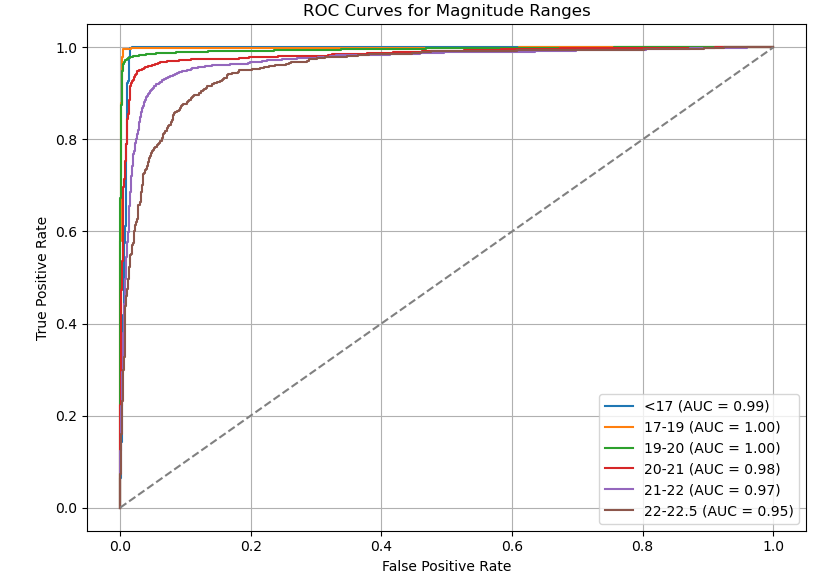 ROC Curves for Magnitude Ranges
True Positive Rate
1.0
0.8
0.6
0.4
0.2
0.0
<17 (AUC = 0.99)
17-19 (AUC = 1.00)
19-20 (AUC = 1.00)
20-21 (AUC = 0.98)
21-22 (AUC = 0.97)
22-22.5 (AUC = 0.95)
0.0 0.2 0.4 0.6 0.8 1.0
False Positive Rate